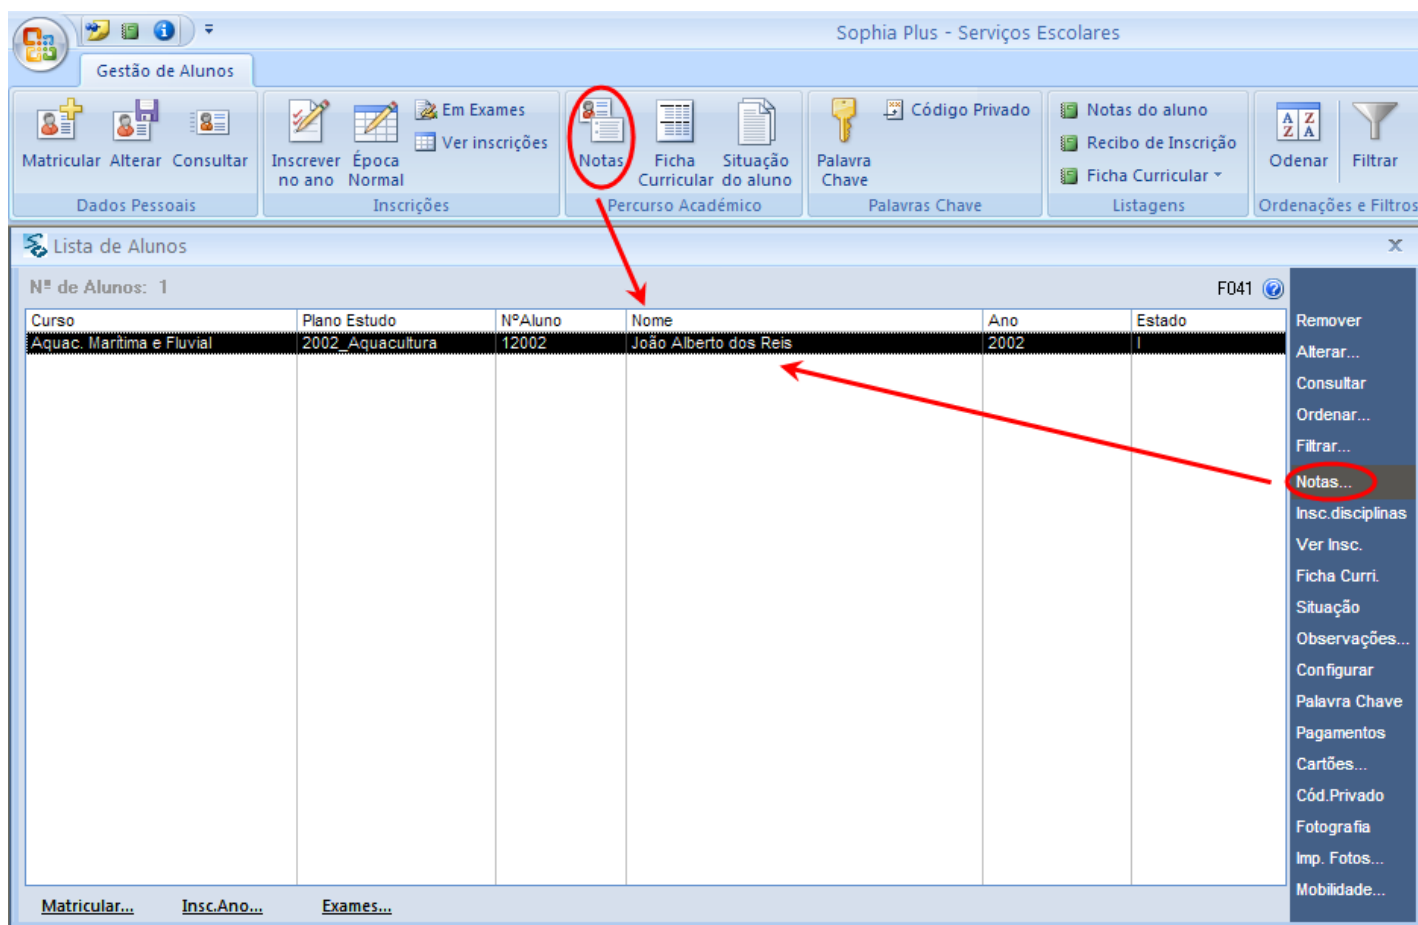 Sophia Plus - Serviços Escolares
Gestão de Alunos
Matricular Alterar Consultar
Dados Pessoais
Inscrever no ano
Época Normal
Em Exames
Ver inscrições
Inscrições
Notas
Ficha Curricular
Situação do aluno
Percurso Académico
Palavra Chave
Código Privado
Palavras Chave
Notas do aluno
Recibo de Inscrição
Ficha Curricular
Listagens
Odenar
Filtrar
Ordenações e Filtros
Lista de Alunos
Nº de Alunos: 1
F041
Curso Plano Estudo NºAluno Nome Ano Estado
Aquac. Marítima e Fluvial 2002_Aquacultura 12002 João Alberto dos Reis 2002 I
Remover
Alterar...
Consultar
Ordenar...
Filtrar...
Notas...
Insc.disciplinas
Ver Insc.
Ficha Curri.
Situação
Observações...
Configurar
Palavra Chave
Pagamentos
Cartões...
Cód.Privado
Fotografia
Imp. Fotos...
Mobilidade...
Matricular... Insc.Ano... Exames...